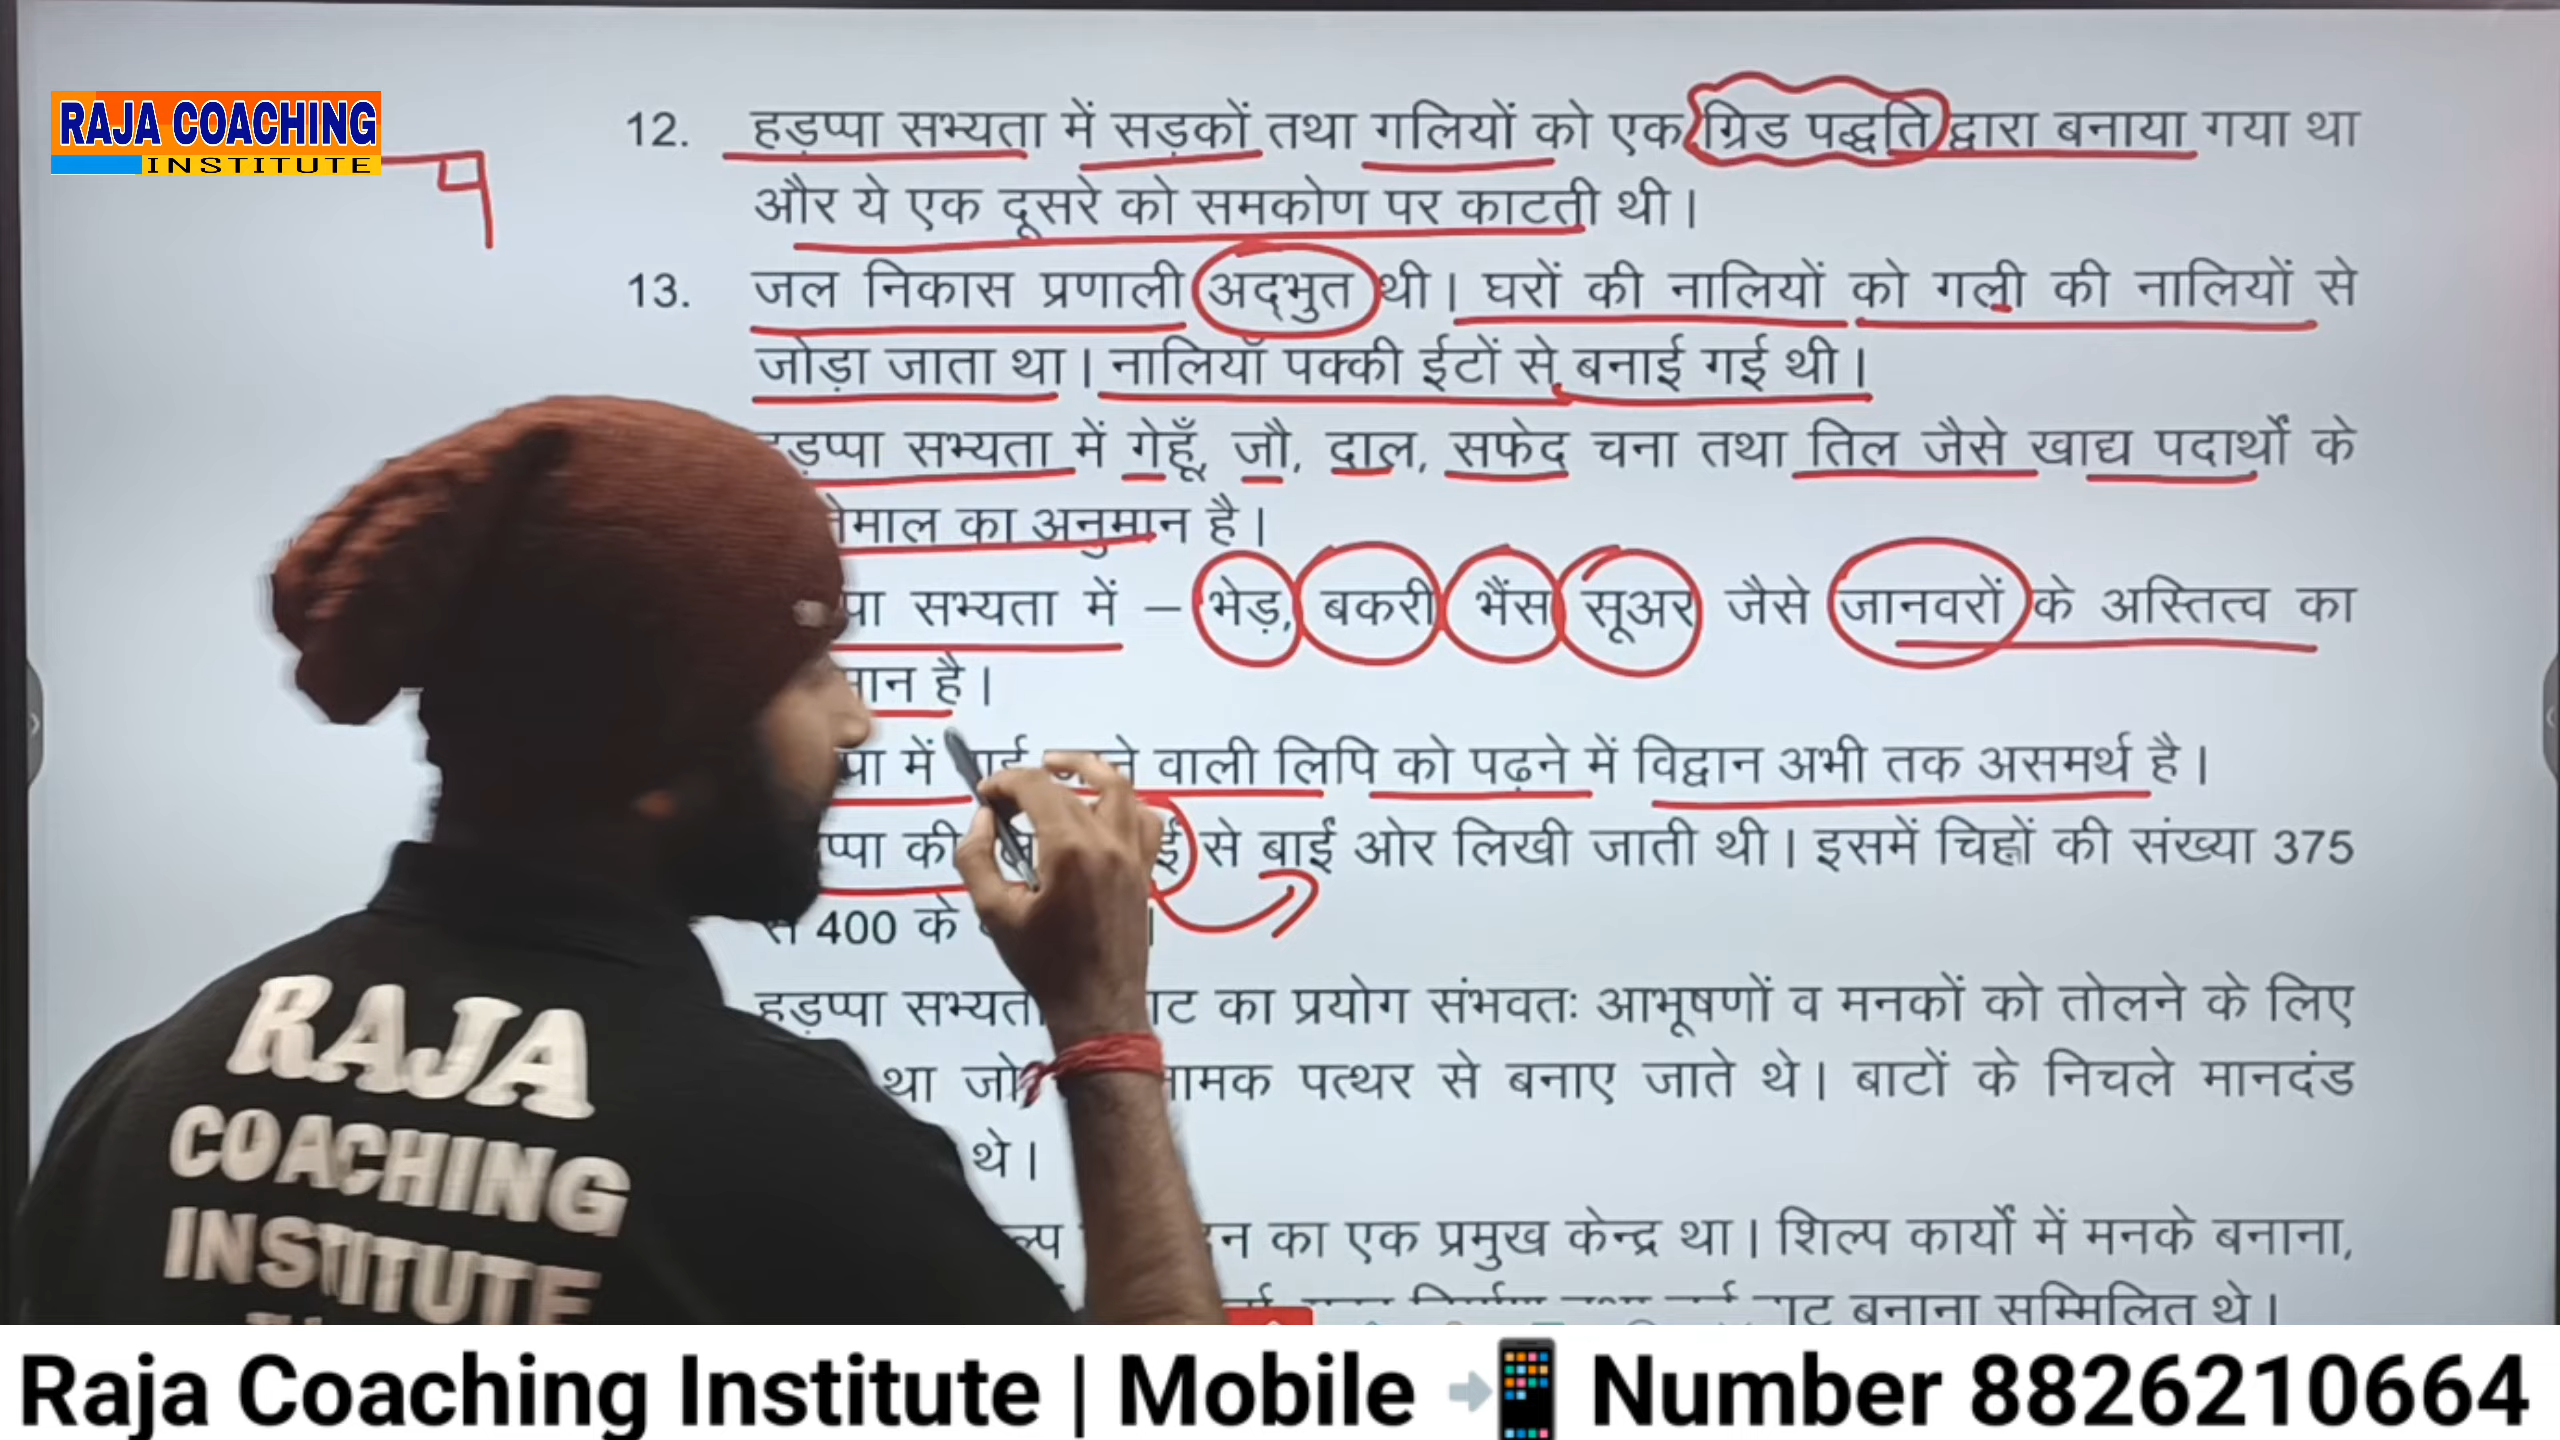 RAJA COACHING
INSTITUTE
12. हड़प्पा सभ्यता में सड़कों तथा गलियों को एक ग्रिड पद्धति द्वारा बनाया गया था
और ये एक दूसरे को समकोण पर काटती थी।
13. जल निकास प्रणाली अद्भुत थी। घरों की नालियों को गली की नालियों से
जोड़ा जाता था। नालियाँ पक्की ईटों से बनाई गई थी।
सभ्यता में गेहूँ, जौ, दाल, सफेद चना तथा तिल जैसे खाद्य पदार्थों के
का अनुमान है।
सभ्यता में – भेड़, बकरी भैंस सूअर जैसे जानवरों के अस्तित्व का
है।
में वाली लिपि को पढ़ने में विद्वान अभी तक असमर्थ है।
की से बाईं ओर लिखी जाती थी। इसमें चिह्नों की संख्या 375
से 400 के
हड़प्पा सभ्यता का प्रयोग संभवतः आभूषणों व मनकों को तोलने के लिए
था जो नामक पत्थर से बनाए जाते थे। बाटों के निचले मानदंड
थे।
का एक प्रमुख केन्द्र था। शिल्प कार्यों में मनके बनाना,
बनाना सम्मिलित थे।
RAJA
COACHING
INSTITUTE
Raja Coaching Institute | Mobile Number 8826210664